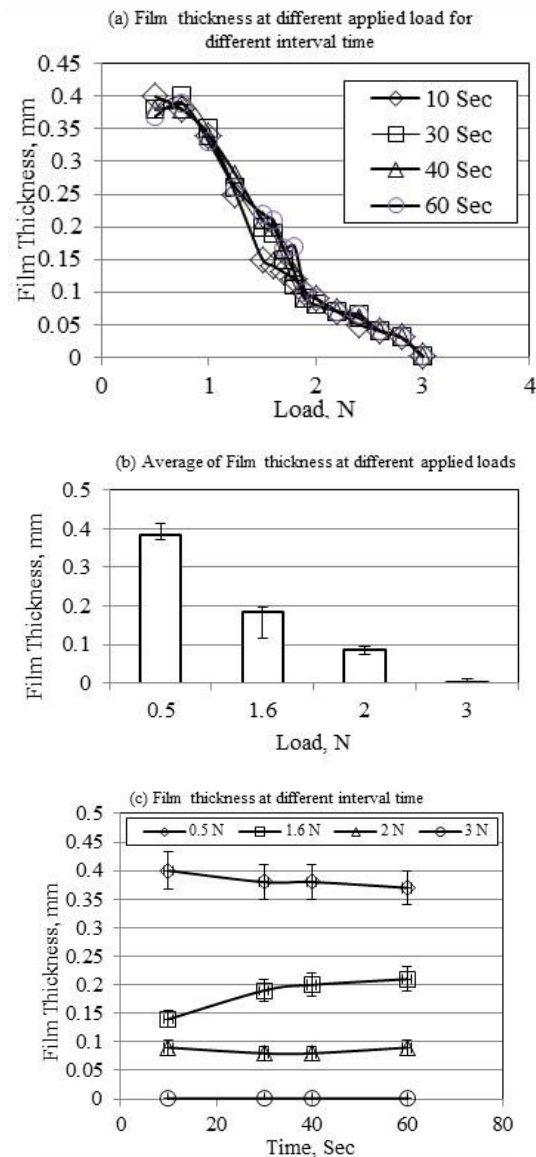 (a) Film thickness at different applied load for
different interval time
Film Thickness, mm
0.45
0.4
0.35
0.3
0.25
0.2
0.15
0.1
0.05
0
10 Sec
30 Sec
40 Sec
60 Sec
0 1 2 3 4
Load, N
(b) Average of Film thickness at different applied loads
Film Thickness, mm
0.5
0.4
0.3
0.2
0.1
0
0.5 1.6 2 3
Load, N
(c) Film thickness at different interval time
Film Thickness, mm
0.5 N 1.6 N 2 N 3 N
0.5
0.45
0.4
0.35
0.3
0.25
0.2
0.15
0.1
0.05
0
0 20 40 60 80
Time, Sec